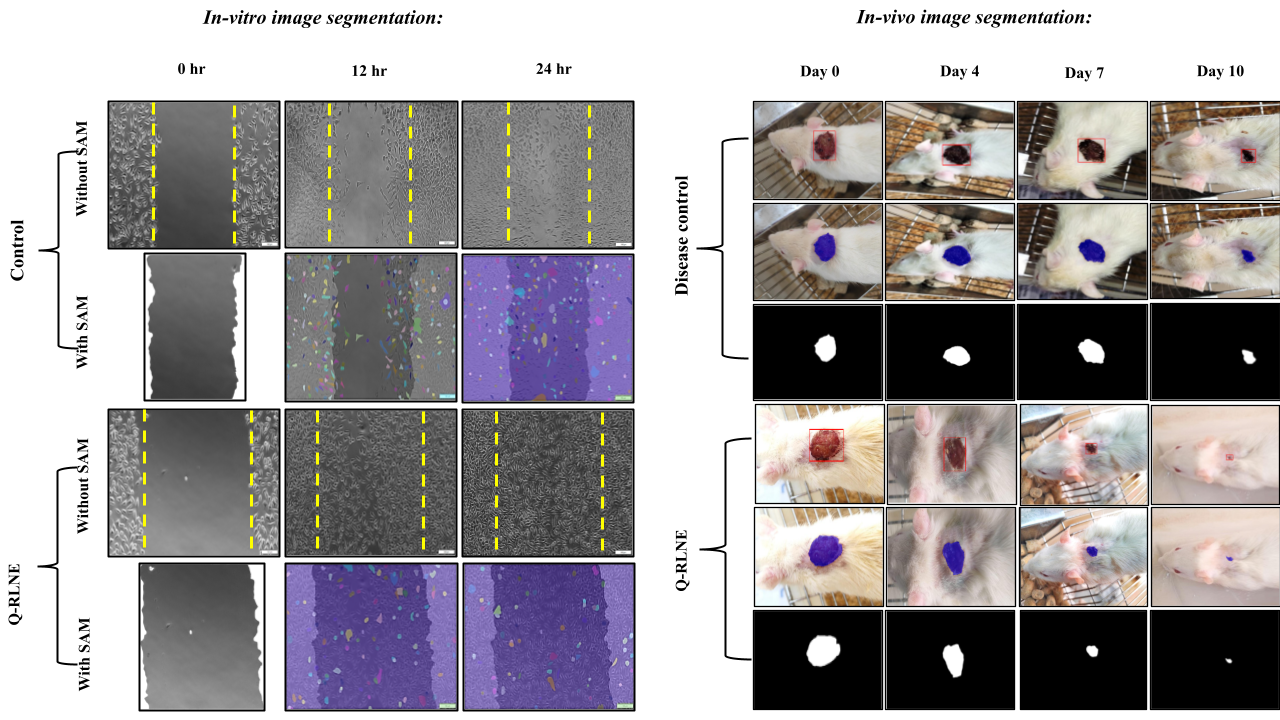 In-vitro image segmentation:
In-vivo image segmentation:
0 hr
12 hr
24 hr
Day 0
Day 4
Day 7
Day 10
Control
Without SAM
With SAM
Q-RLNE
Without SAM
With SAM
Disease control
Q-RLNE